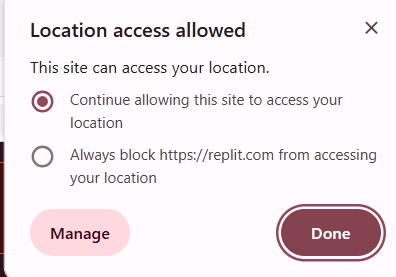 Location access allowed
This site can access your location.
Continue allowing this site to access your
location
Always block https://replit.com from accessing
your location
Manage
Done